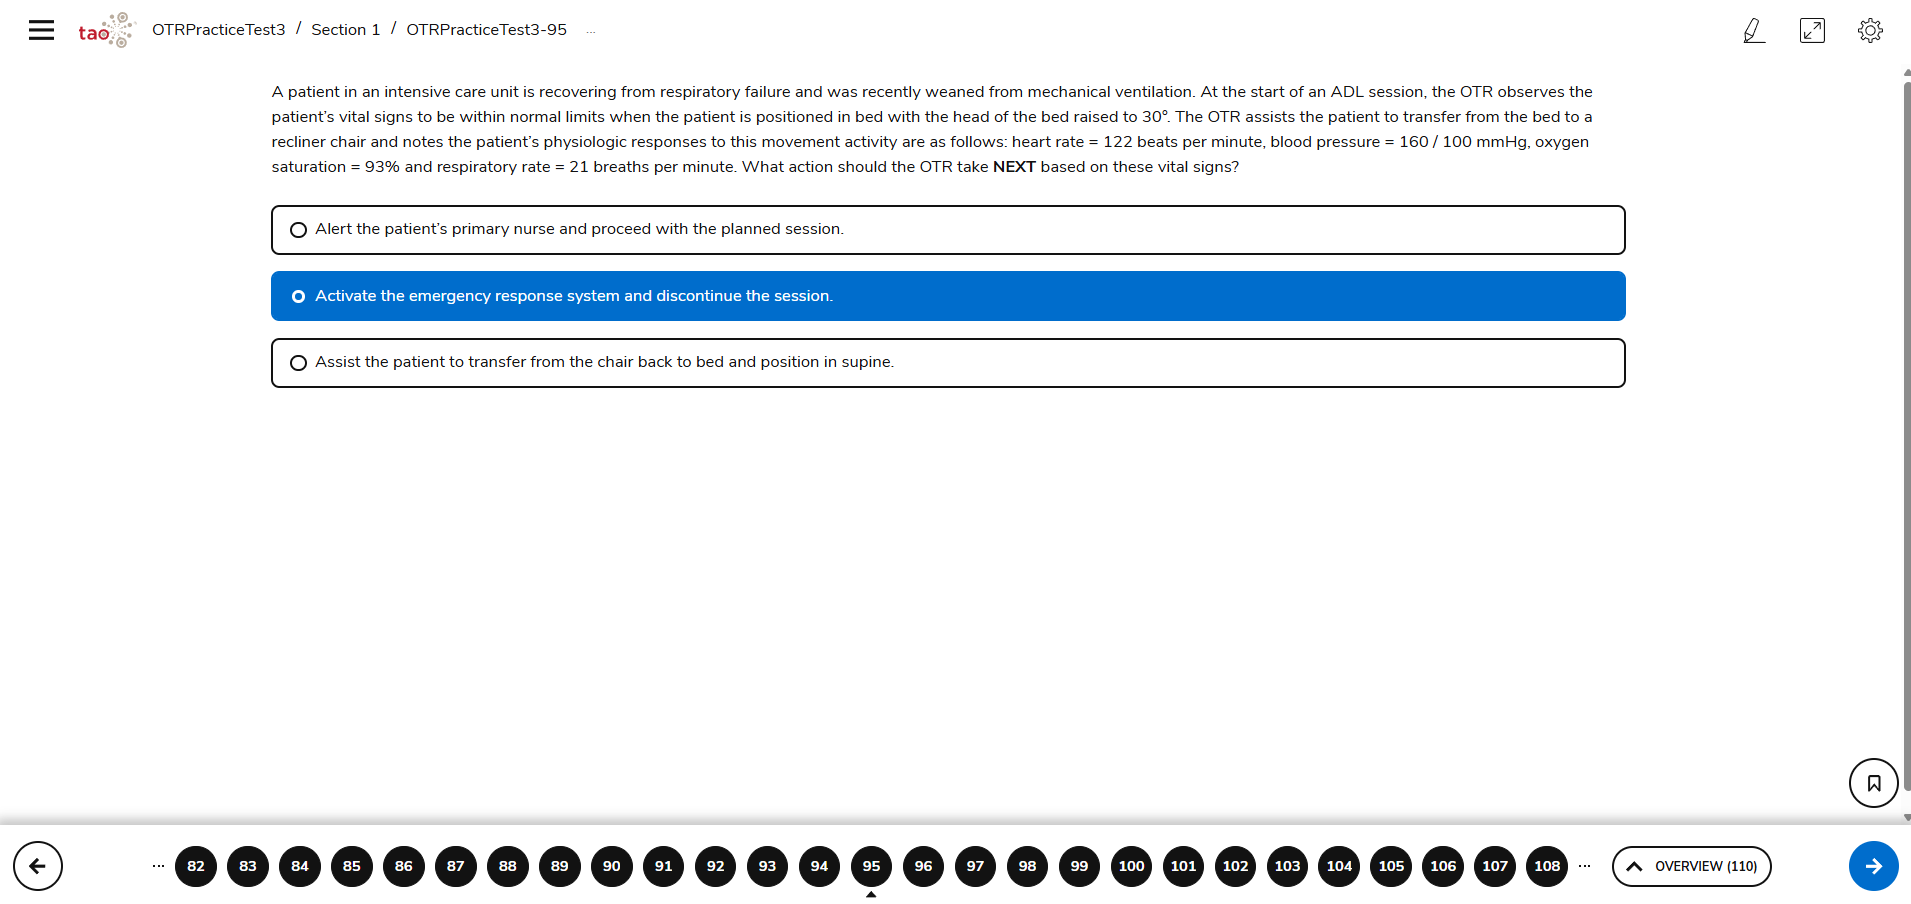 tao
OTRPracticeTest3 / Section 1 / OTRPracticeTest3-95 ...
A patient in an intensive care unit is recovering from respiratory failure and was recently weaned from mechanical ventilation. At the start of an ADL session, the OTR observes the
patient’s vital signs to be within normal limits when the patient is positioned in bed with the head of the bed raised to 30°. The OTR assists the patient to transfer from the bed to a
recliner chair and notes the patient’s physiologic responses to this movement activity are as follows: heart rate = 122 beats per minute, blood pressure = 160 / 100 mmHg, oxygen
saturation = 93% and respiratory rate = 21 breaths per minute. What action should the OTR take NEXT based on these vital signs?
Alert the patient’s primary nurse and proceed with the planned session.
Activate the emergency response system and discontinue the session.
Assist the patient to transfer from the chair back to bed and position in supine.
... 82 83 84 85 86 87 88 89 90 91 92 93 94 95 96 97 98 99 100 101 102 103 104 105 106 107 108 ... OVERVIEW (110)